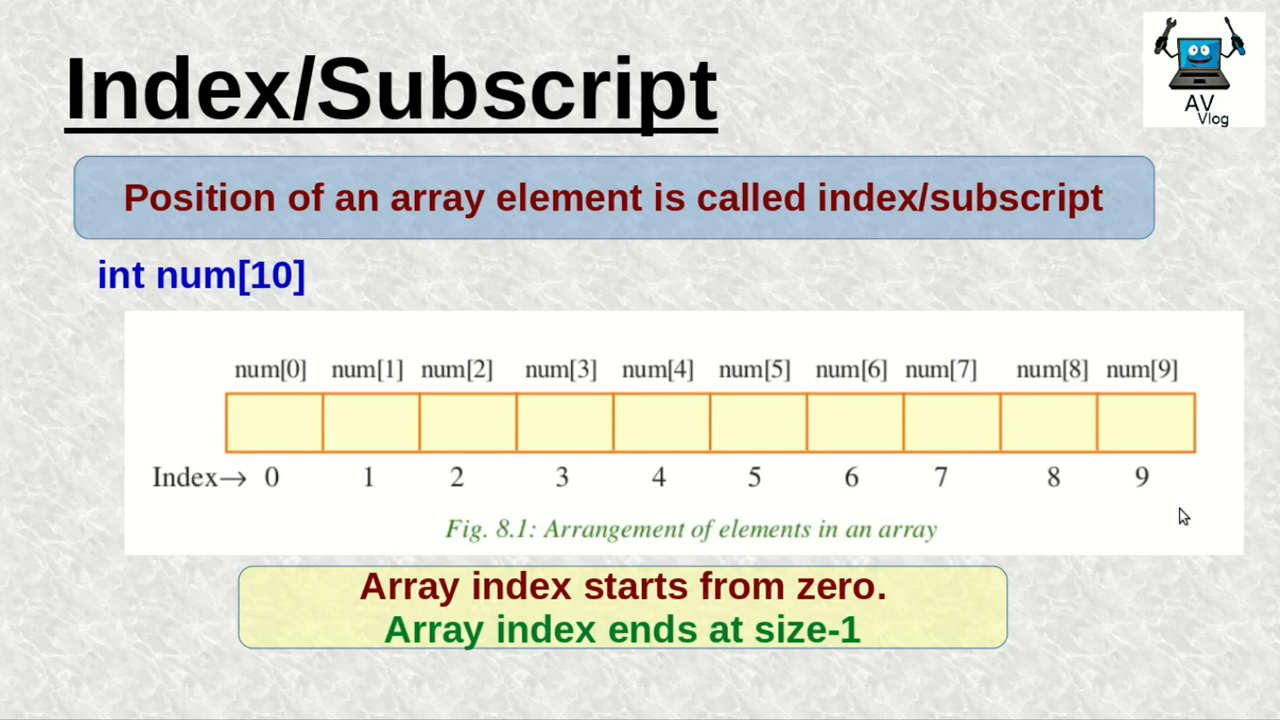 Index/Subscript
AV
Vlog
Position of an array element is called index/subscript
int num[10]
num[0] num[1] num[2] num[3] num[4] num[5] num[6] num[7] num[8] num[9]
Index→ 0 1 2 3 4 5 6 7 8 9
Fig. 8.1: Arrangement of elements in an array
Array index starts from zero.
Array index ends at size-1